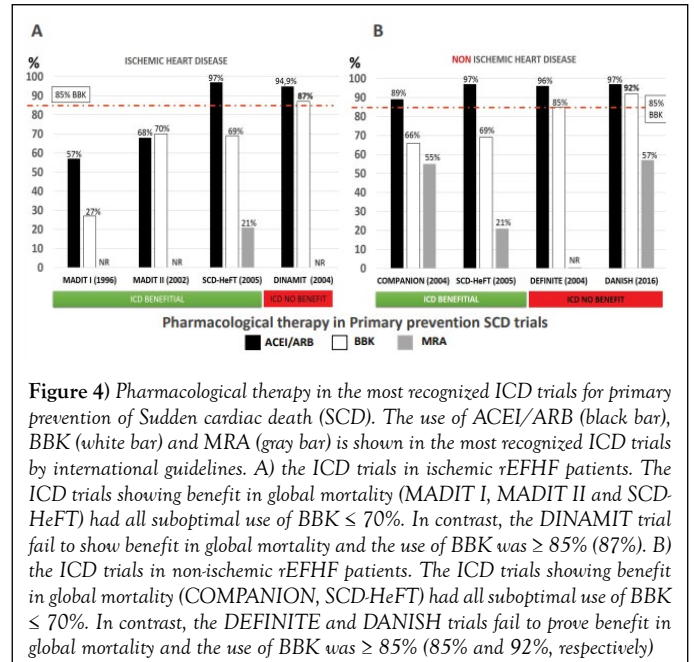 A
B
ISCHEMIC HEART DISEASE
NON ISCHEMIC HEART DISEASE
%
100
90
80
70
60
50
40
30
20
10
0
85% BBK
57%
27%
NR
68%
70%
NR
97%
69%
21%
94,9%
87%
NR
MADIT I (1996)
MADIT II (2002)
SCD-HeFT (2005)
DINAMIT (2004)
ICD BENEFITIAL
ICD NO BENEFIT
%
100
90
80
70
60
50
40
30
20
10
0
89%
66%
55%
97%
69%
21%
96%
85%
NR
97%
92%
57%
85%
BBK
COMPANION (2004)
SCD-HeFT (2005)
DEFINITE (2004)
DANISH (2016)
ICD BENEFITIAL
ICD NO BENEFIT
Pharmacological therapy in Primary prevention SCD trials
ACEI/ARB
BBK
MRA
Figure 4) Pharmacological therapy in the most recognized ICD trials for primary
prevention of Sudden cardiac death (SCD). The use of ACEI/ARB (black bar),
BBK (white bar) and MRA (gray bar) is shown in the most recognized ICD trials
by international guidelines. A) the ICD trials in ischemic rEFHF patients. The
ICD trials showing benefit in global mortality (MADIT I, MADIT II and SCD-
HeFT) had all suboptimal use of BBK ≤ 70%. In contrast, the DINAMIT trial
fail to show benefit in global mortality and the use of BBK was ≥ 85% (87%). B)
the ICD trials in non-ischemic rEFHF patients. The ICD trials showing benefit
in global mortality (COMPANION, SCD-HeFT) had all suboptimal use of BBK
≤ 70%. In contrast, the DEFINITE and DANISH trials fail to prove benefit in
global mortality and the use of BBK was ≥ 85% (85% and 92%, respectively)